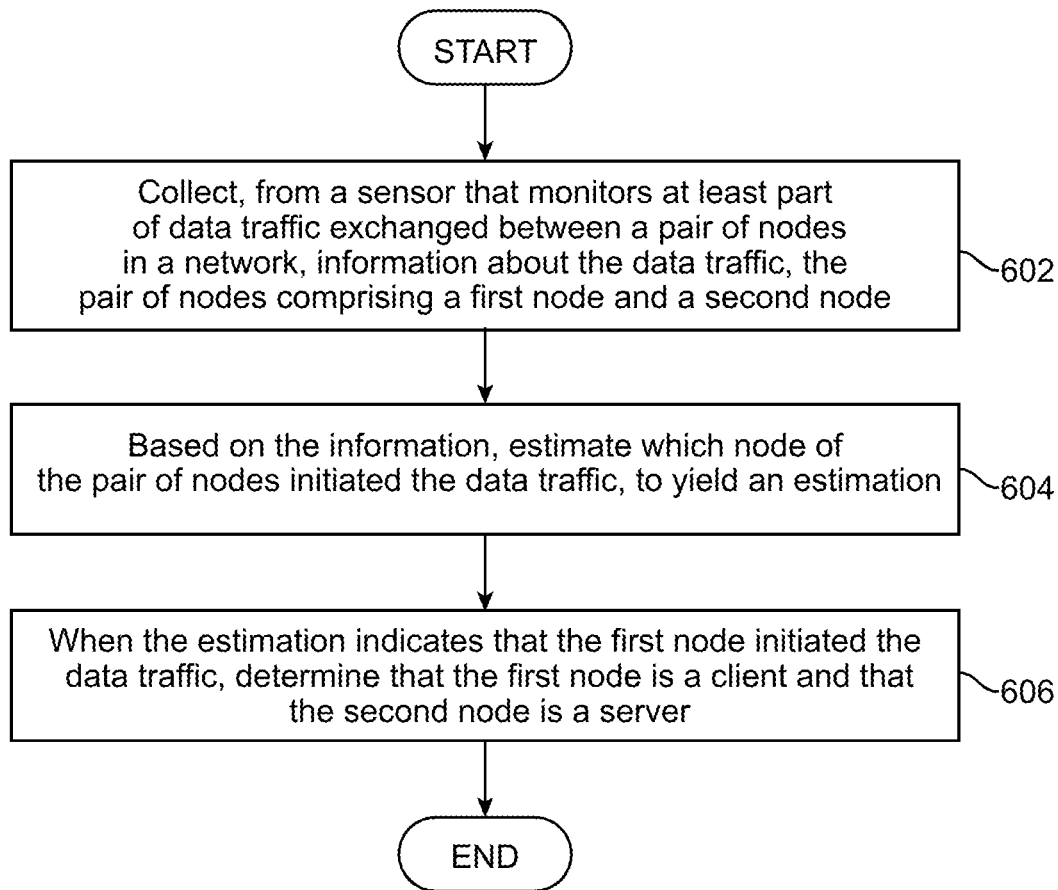 START
Collect, from a sensor that monitors at least part
of data traffic exchanged between a pair of nodes
in a network, information about the data traffic, the
pair of nodes comprising a first node and a second node
602
Based on the information, estimate which node of
the pair of nodes initiated the data traffic, to yield an estimation
604
When the estimation indicates that the first node initiated the
data traffic, determine that the first node is a client and that
the second node is a server
606
END